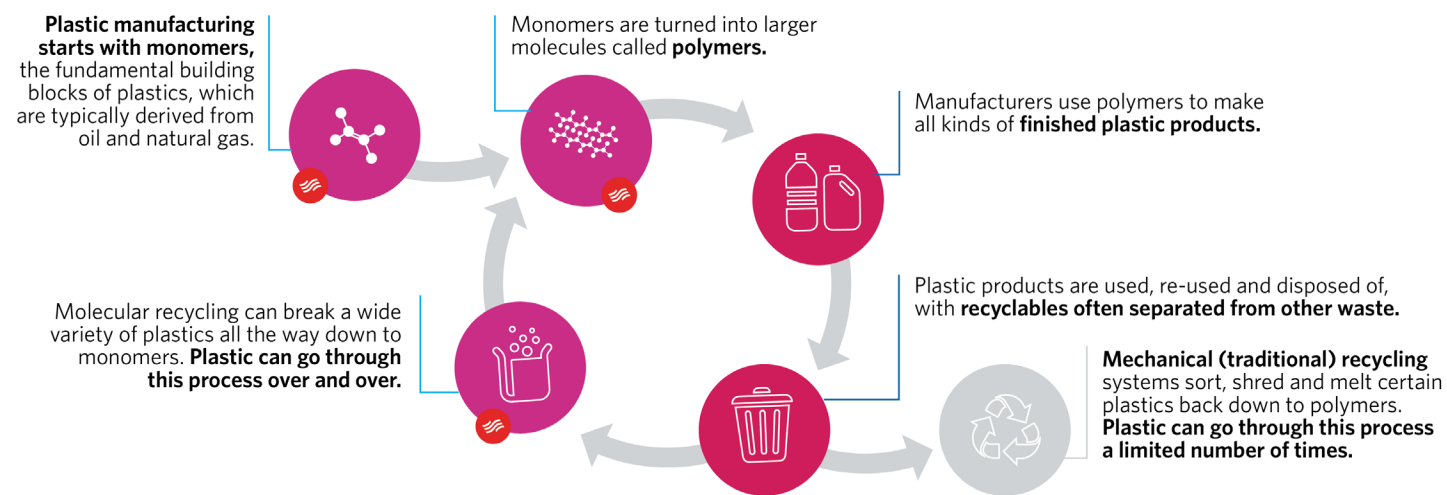 Plastic manufacturing
starts with monomers,
the fundamental building
blocks of plastics, which
are typically derived from
oil and natural gas.
Monomers are turned into larger
molecules called polymers.
Manufacturers use polymers to make
all kinds of finished plastic products.
Plastic products are used, re-used and disposed of,
with recyclables often separated from other waste.
Mechanical (traditional) recycling
systems sort, shred and melt certain
plastics back down to polymers.
Plastic can go through this process
a limited number of times.
Molecular recycling can break a wide
variety of plastics all the way down to
monomers. Plastic can go through
this process over and over.